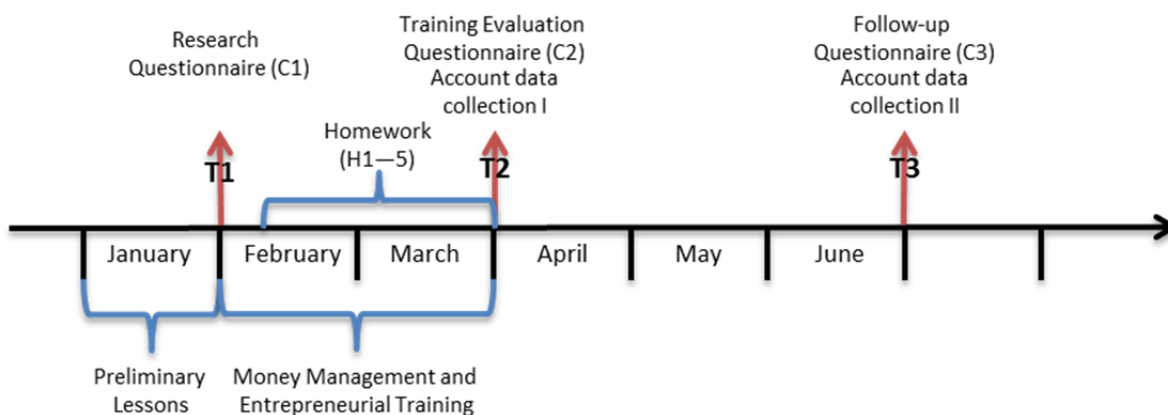 Research
Questionnaire (C1)
Training Evaluation
Questionnaire (C2)
Account data
collection I
Follow-up
Questionnaire (C3)
Account data
collection II
Homework
(H1—5)
T1
T2
T3
January
February
March
April
May
June
Preliminary
Lessons
Money Management and
Entrepreneurial Training